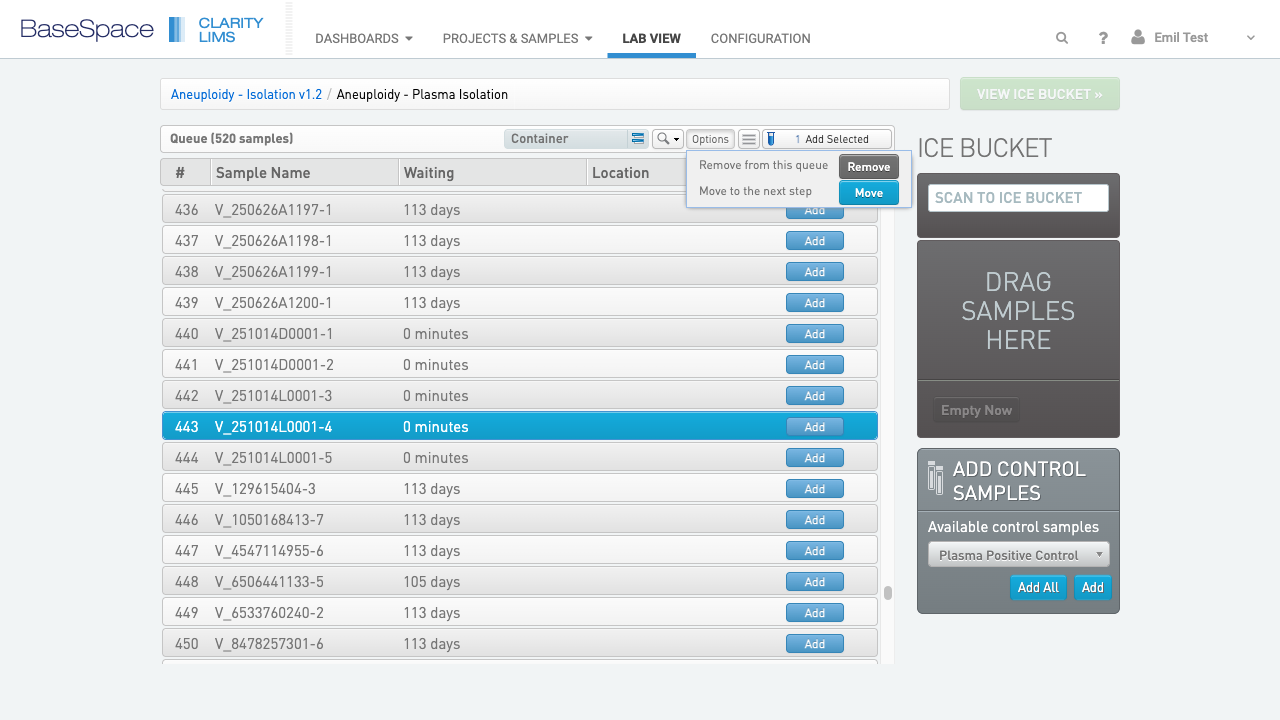 BaseSpace CLARITY LIMS
DASHBOARDS PROJECTS & SAMPLES LAB VIEW CONFIGURATION ? Emil Test
Aneuploidy - Isolation v1.2 / Aneuploidy - Plasma Isolation
VIEW ICE BUCKET »
Queue (520 samples) Container Options 1 Add Selected
Remove from this queue Remove
Move to the next step Move
# Sample Name Waiting Location
436 V_250626A1197-1 113 days Add
437 V_250626A1198-1 113 days Add
438 V_250626A1199-1 113 days Add
439 V_250626A1200-1 113 days Add
440 V_251014D0001-1 0 minutes Add
441 V_251014D0001-2 0 minutes Add
442 V_251014L0001-3 0 minutes Add
443 V_251014L0001-4 0 minutes Add
444 V_251014L0001-5 0 minutes Add
445 V_129615404-3 113 days Add
446 V_1050168413-7 113 days Add
447 V_4547114955-6 113 days Add
448 V_6506441133-5 105 days Add
449 V_6533760240-2 113 days Add
450 V_8478257301-6 113 days Add
ICE BUCKET
SCAN TO ICE BUCKET
DRAG
SAMPLES
HERE
Empty Now
ADD CONTROL
SAMPLES
Available control samples
Plasma Positive Control
Add All Add